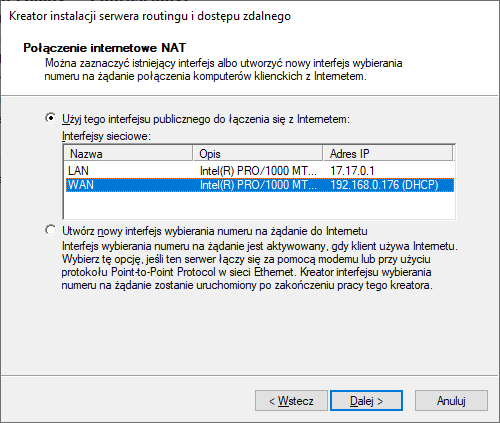 Kreator instalacji serwera routingu i dostępu zdalnego
Połączenie internetowe NAT
Można zaznaczyć istniejący interfejs albo utworzyć nowy interfejs wybierania
numeru na żądanie połączenia komputerów klienckich z Internetem.
Użyj tego interfejsu publicznego do łączenia się z Internetem:
Interfejsy sieciowe:
Nazwa Opis Adres IP
LAN Intel(R) PRO/1000 MT... 17.17.0.1
WAN Intel(R) PRO/1000 MT... 192.168.0.176 (DHCP)
Utwórz nowy interfejs wybierania numeru na żądanie do Internetu
Interfejs wybierania numeru na żądanie jest aktywowany, gdy klient używa Internetu.
Wybierz tę opcję, jeśli ten serwer łączy się za pomocą modemu lub przy użyciu
protokołu Point-to-Point Protocol w sieci Ethernet. Kreator interfejsu wybierania
numeru na żądanie zostanie uruchomiony po zakończeniu pracy tego kreatora.
< Wstecz Dalej > Anuluj